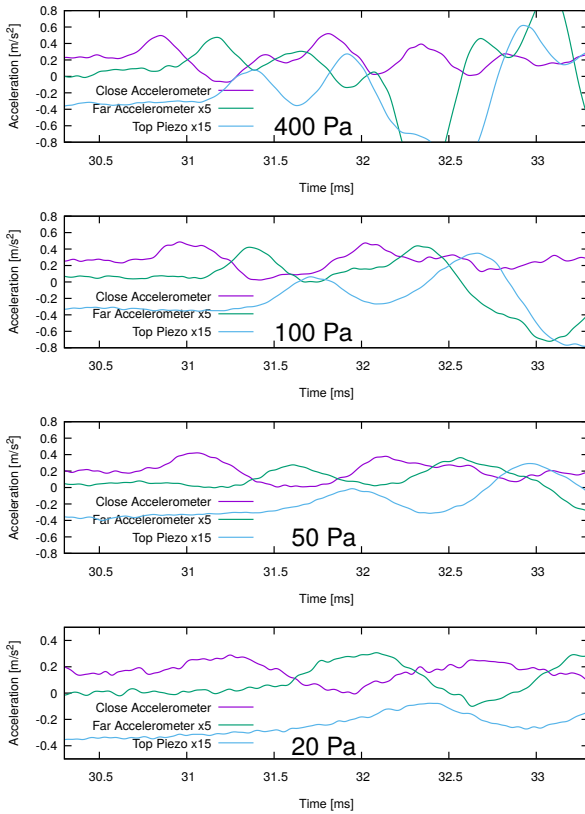 0.8
0.6
0.4
0.2
0
-0.2
-0.4
-0.6
-0.8
Acceleration [m/s²]
Close Accelerometer
Far Accelerometer x5
Top Piezo x15
400 Pa
30.5 31 31.5 32 32.5 33
Time [ms]
0.8
0.6
0.4
0.2
0
-0.2
-0.4
-0.6
-0.8
Acceleration [m/s²]
Close Accelerometer
Far Accelerometer x5
Top Piezo x15
100 Pa
30.5 31 31.5 32 32.5 33
Time [ms]
0.8
0.6
0.4
0.2
0
-0.2
-0.4
-0.6
-0.8
Acceleration [m/s²]
Close Accelerometer
Far Accelerometer x5
Top Piezo x15
50 Pa
30.5 31 31.5 32 32.5 33
Time [ms]
0.4
0.2
0
-0.2
-0.4
Acceleration [m/s²]
Close Accelerometer
Far Accelerometer x5
Top Piezo x15
20 Pa
30.5 31 31.5 32 32.5 33
Time [ms]